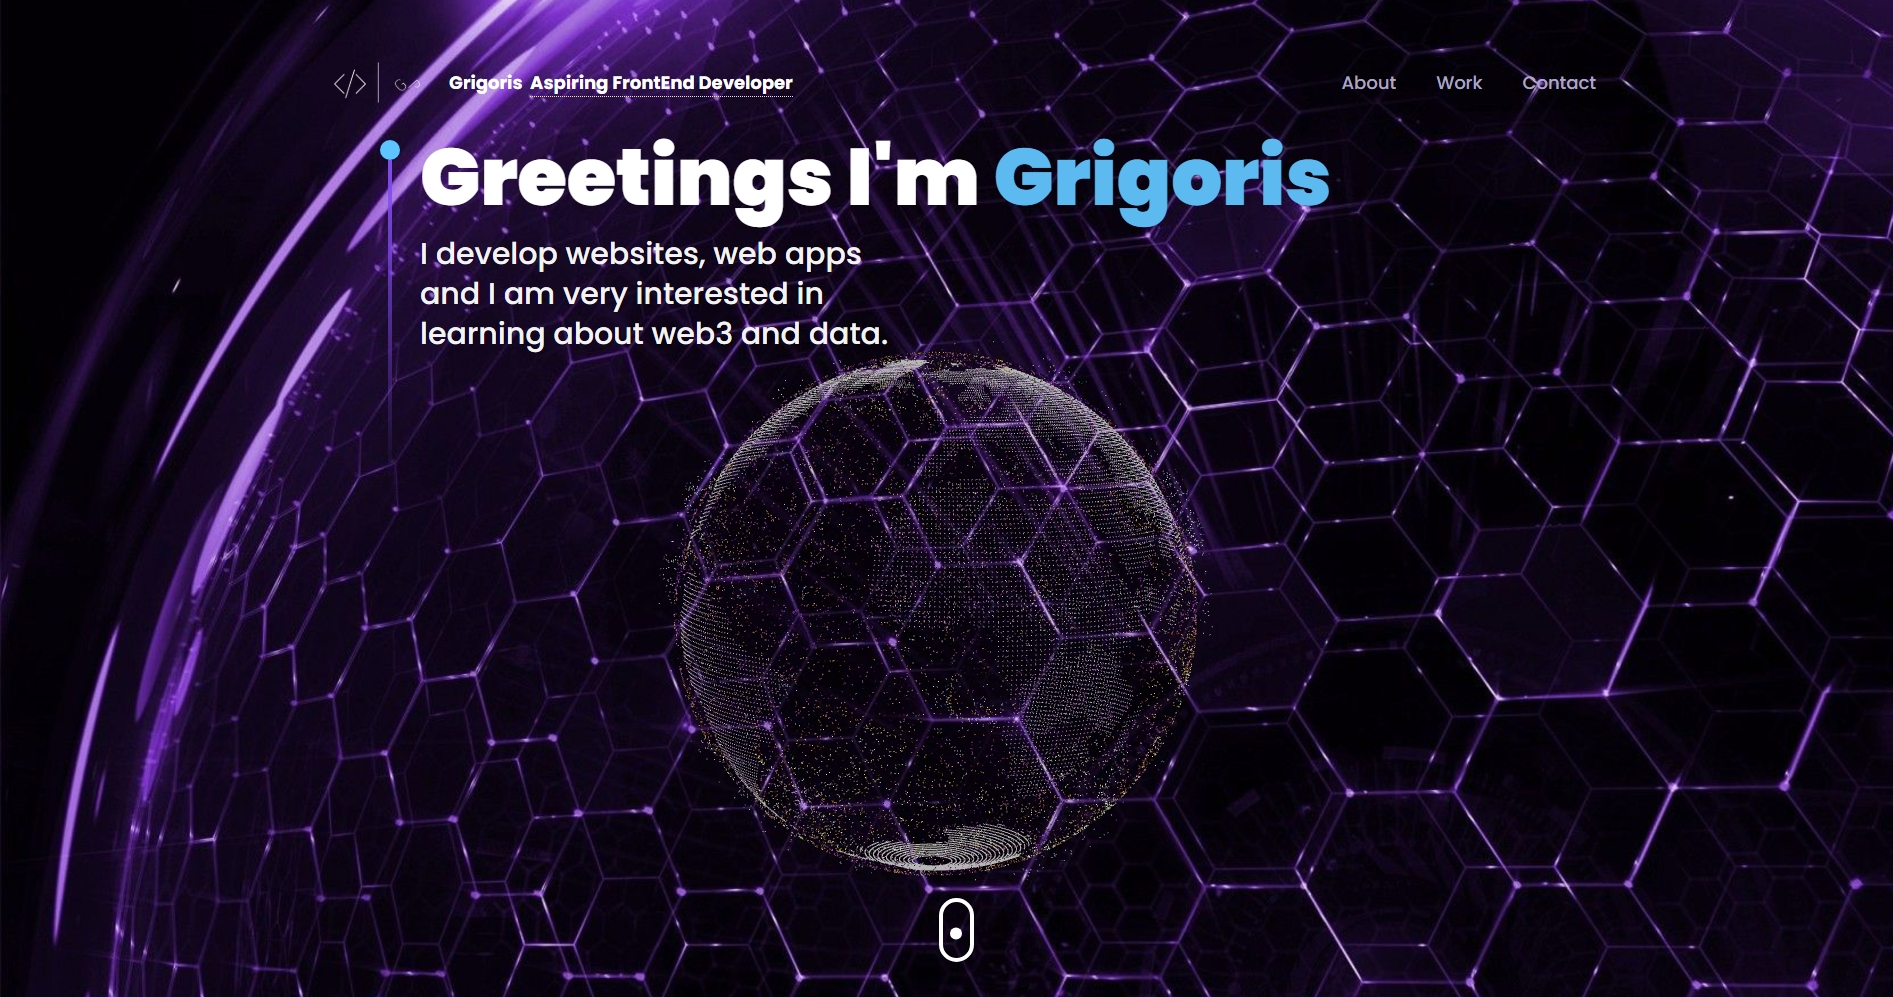 </>
Grigoris Aspiring FrontEnd Developer
About Work Contact
Greetings I'm Grigoris
I develop websites, web apps
and I am very interested in
learning about web3 and data.